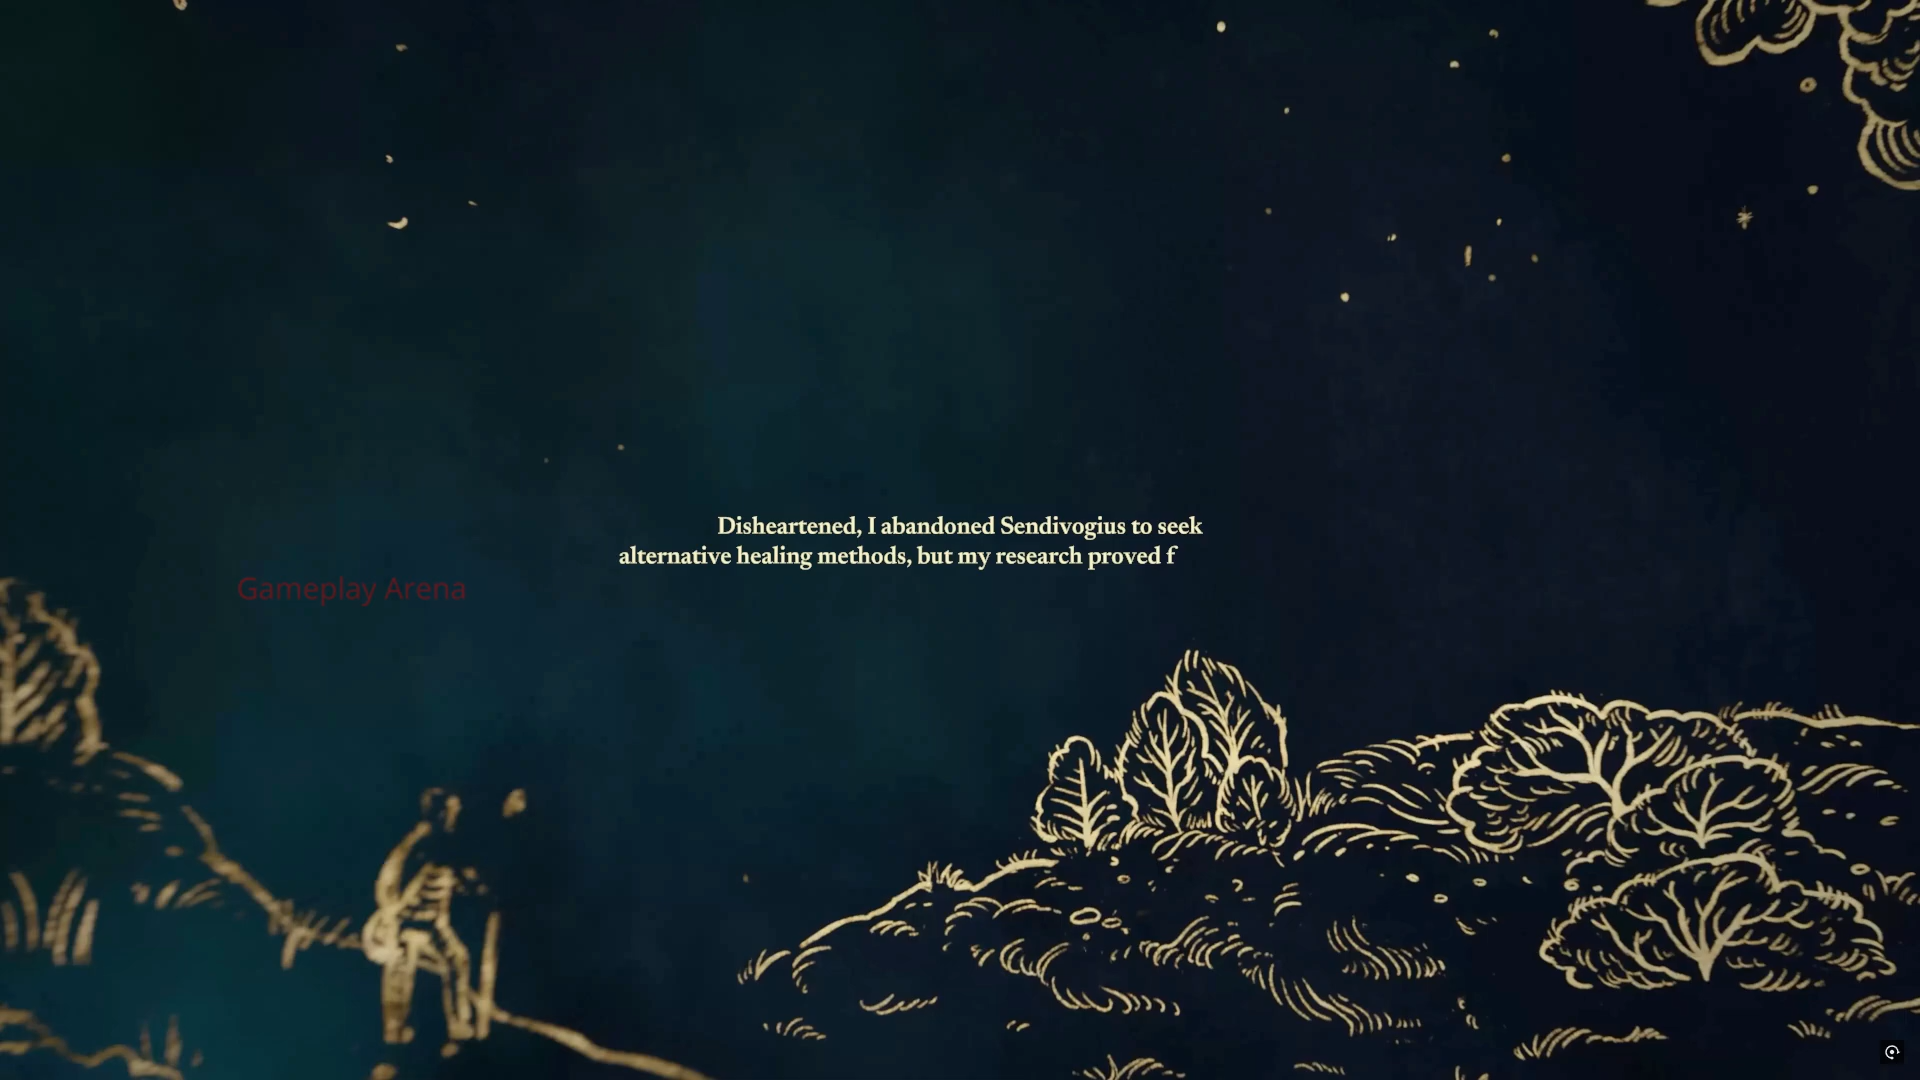 Disheartened, I abandoned Sendivogius to seek
alternative healing methods, but my research proved f
Gameplay Arena